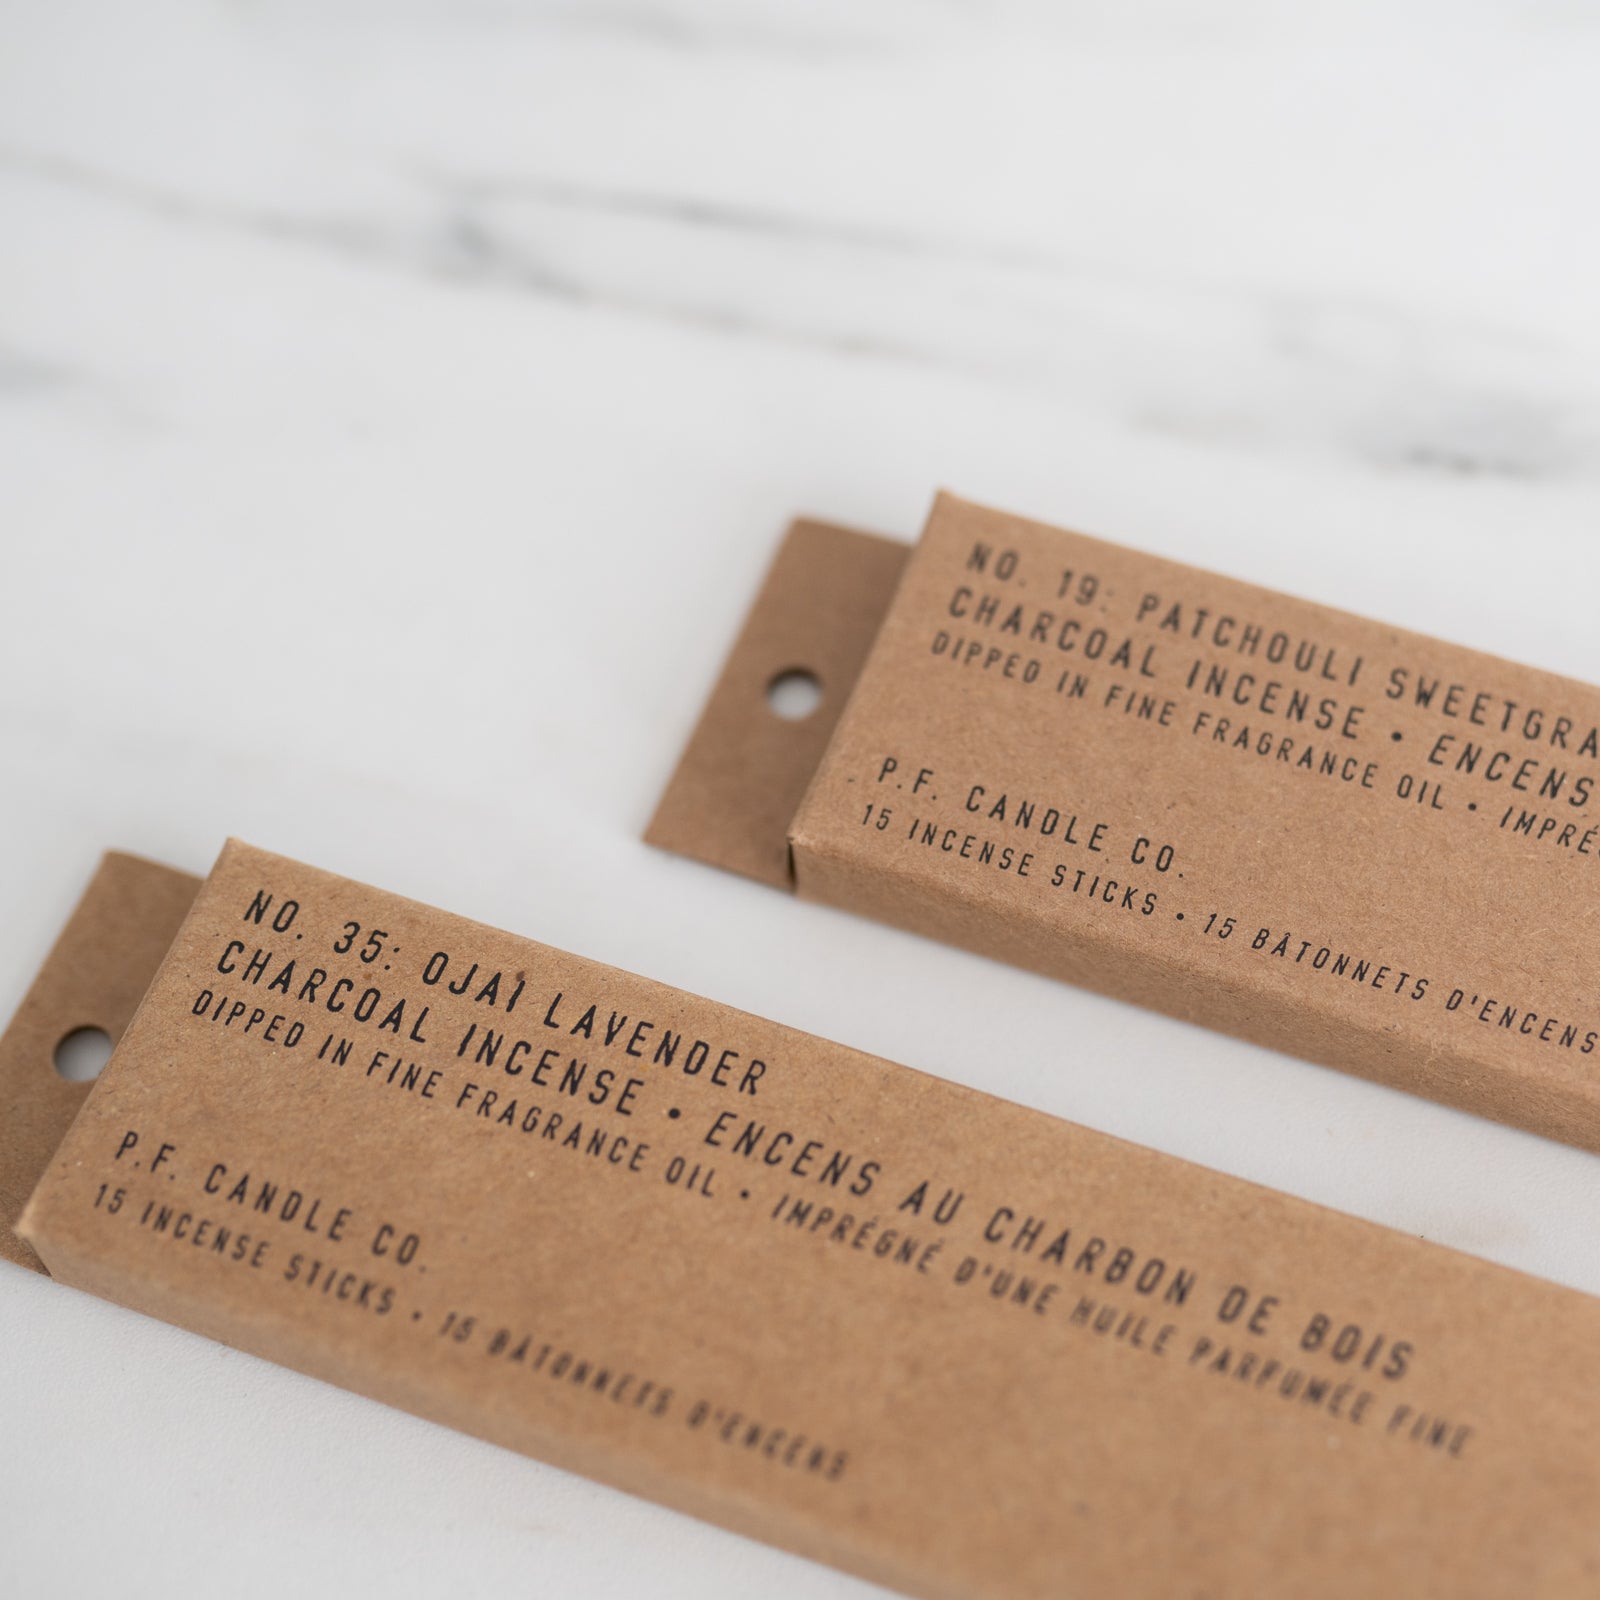 NO. 19: PATCHOULI SWEETGRA
CHARCOAL INCENSE • ENCENS
DIPPED IN FINE FRAGRANCE OIL • IMPRÉ
P.F. CANDLE CO.
15 INCENSE STICKS • 15 BÂTONNETS D'ENCENS
NO. 35: OJAI LAVENDER
CHARCOAL INCENSE • ENCENS AU CHARBON DE BOIS
DIPPED IN FINE FRAGRANCE OIL • IMPRÉGNÉ D'UNE HUILE PARFUMÉE FINE
P.F. CANDLE CO.
15 INCENSE STICKS • 15 BÂTONNETS D'ENCENS